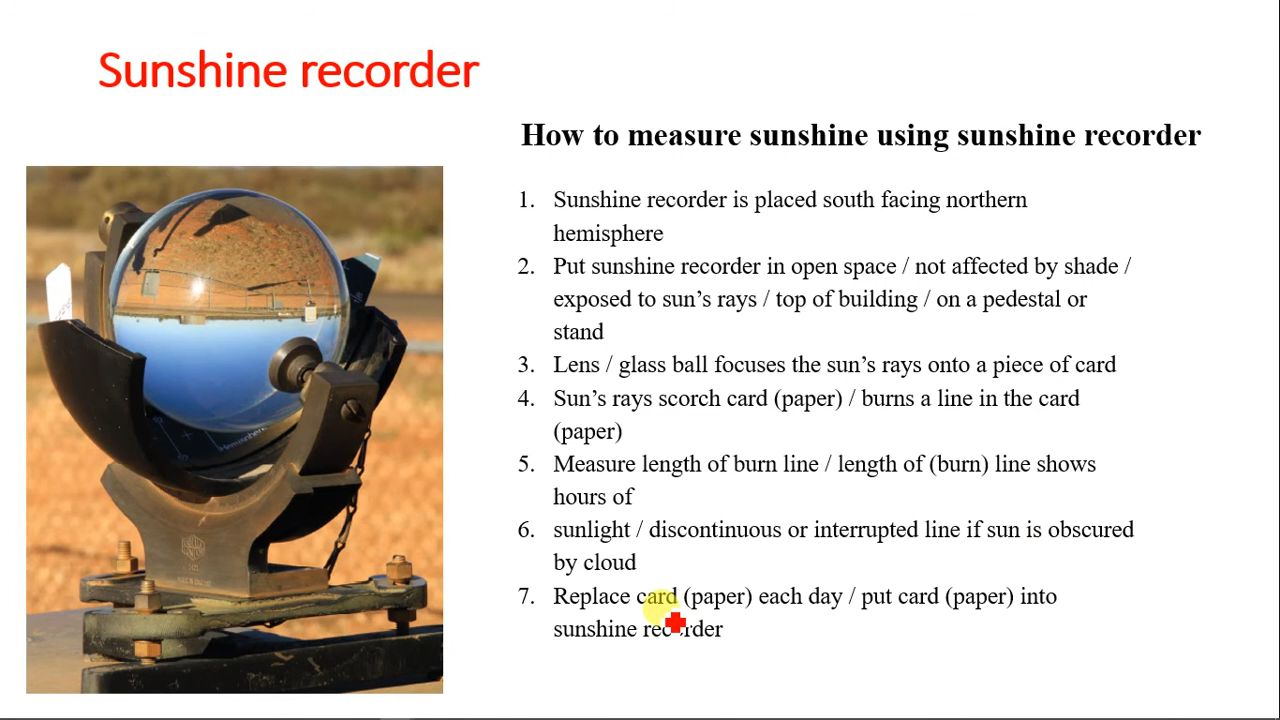 Sunshine recorder
How to measure sunshine using sunshine recorder
1. Sunshine recorder is placed south facing northern
hemisphere
2. Put sunshine recorder in open space / not affected by shade /
exposed to sun’s rays / top of building / on a pedestal or
stand
3. Lens / glass ball focuses the sun’s rays onto a piece of card
4. Sun’s rays scorch card (paper) / burns a line in the card
(paper)
5. Measure length of burn line / length of (burn) line shows
hours of
6. sunlight / discontinuous or interrupted line if sun is obscured
by cloud
7. Replace card (paper) each day / put card (paper) into
sunshine recorder
Hemisphere